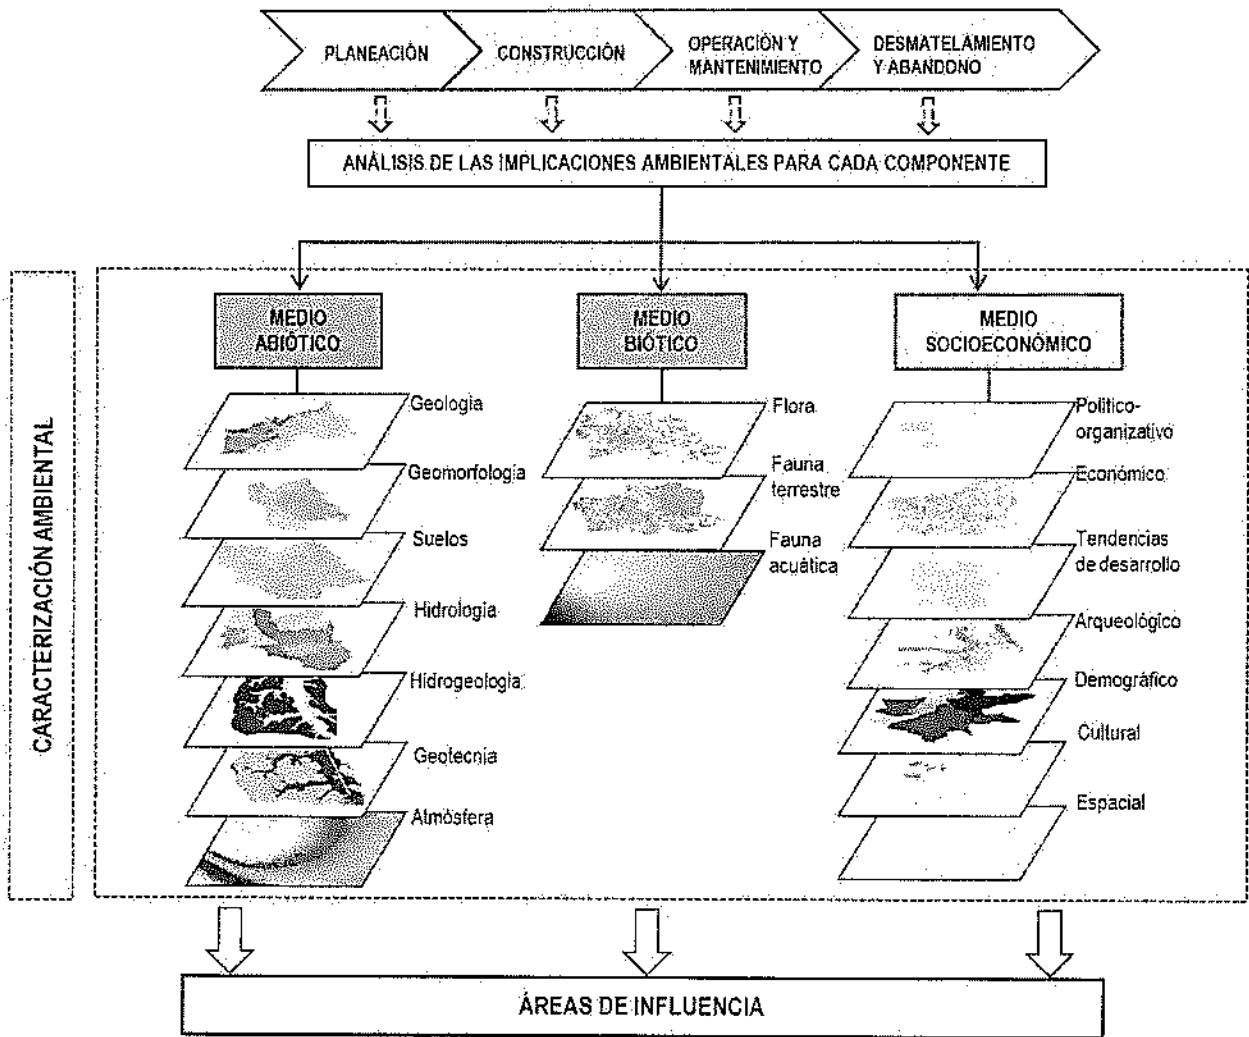 PLANEACIÓN
CONSTRUCCIÓN
OPERACIÓN Y
MANTENIMIENTO
DESMATELAMIENTO
Y ABANDONO
ANÁLISIS DE LAS IMPLICACIONES AMBIENTALES PARA CADA COMPONENTE
CARACTERIZACIÓN AMBIENTAL
MEDIO
ABIÓTICO
Geología
Geomorfología
Suelos
Hidrología
Hidrogeología
Geotecnia
Atmósfera
MEDIO
BIÓTICO
Flora
Fauna
terrestre
Fauna
acuática
MEDIO
SOCIOECONÓMICO
Político-
organizativo
Económico
Tendencias
de desarrollo
Arqueológico
Demográfico
Cultural
Espacial
ÁREAS DE INFLUENCIA